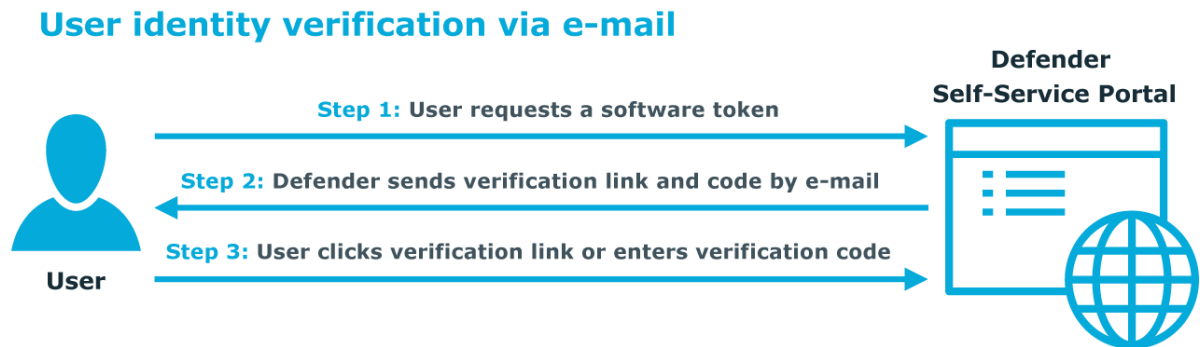 User identity verification via e-mail
Defender
Self-Service Portal
Step 1: User requests a software token
Step 2: Defender sends verification link and code by e-mail
Step 3: User clicks verification link or enters verification code
User